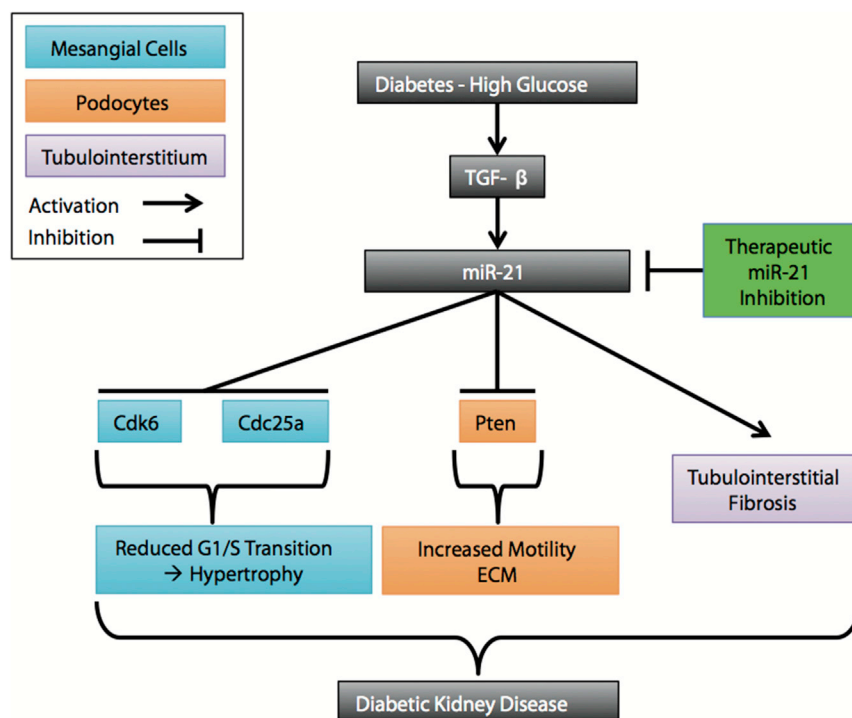 Mesangial Cells
Podocytes
Tubulointerstitium
Activation
Inhibition
Diabetes - High Glucose
TGF- β
miR-21
Therapeutic
miR-21
Inhibition
Cdk6
Cdc25a
Pten
Tubulointerstitial
Fibrosis
Reduced G1/S Transition
→ Hypertrophy
Increased Motility
ECM
Diabetic Kidney Disease